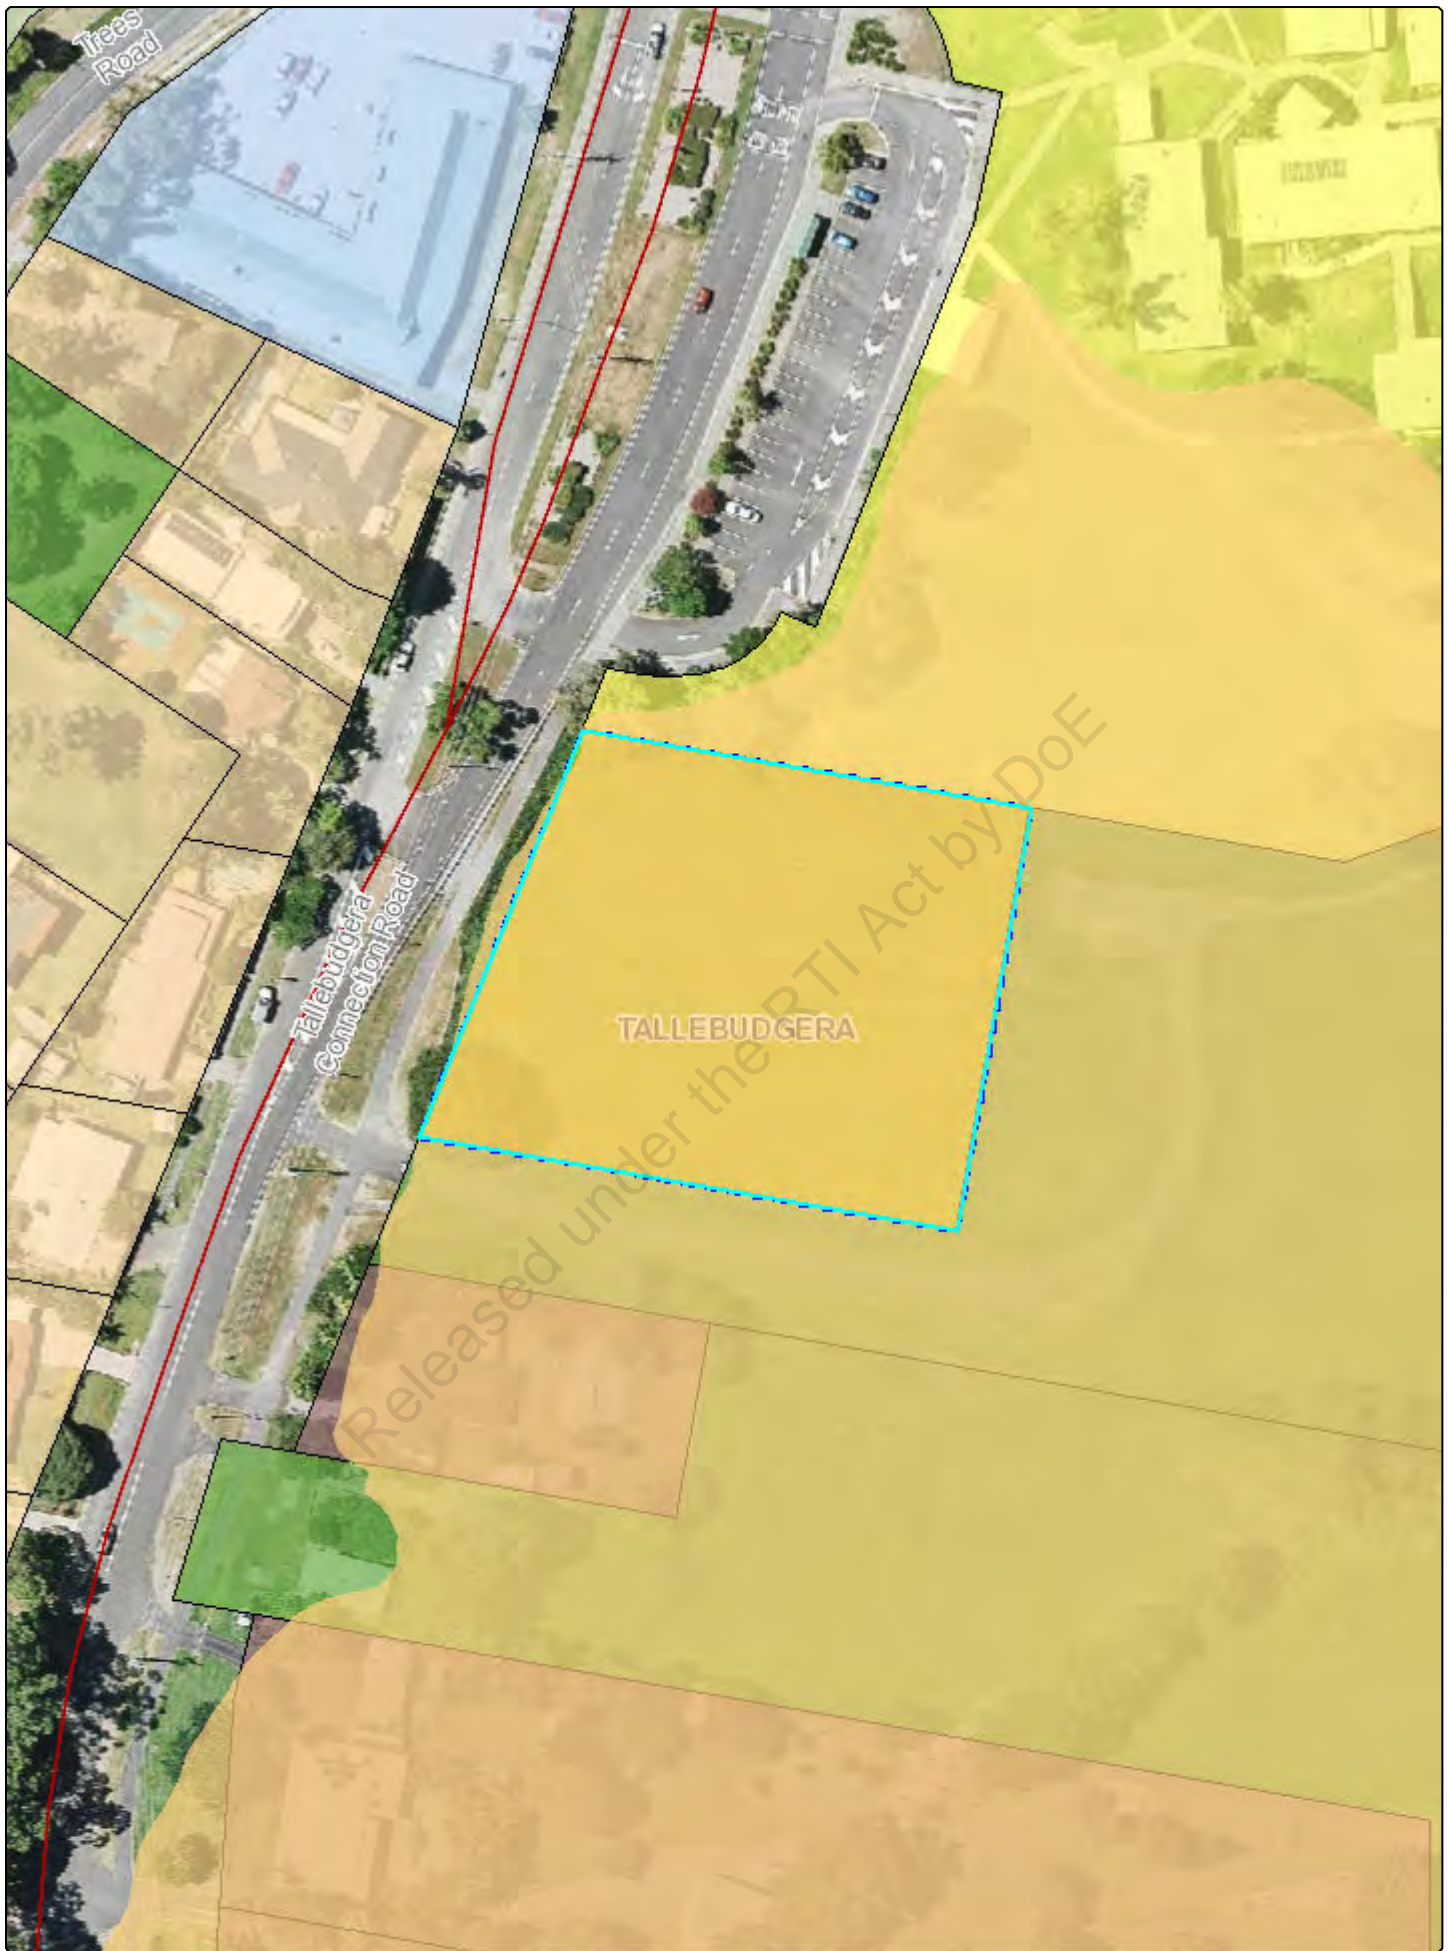 Trees
Road
Tallebudgera
Connection Road
TALLEBUDGERA
Released under the RTI Act by DoE